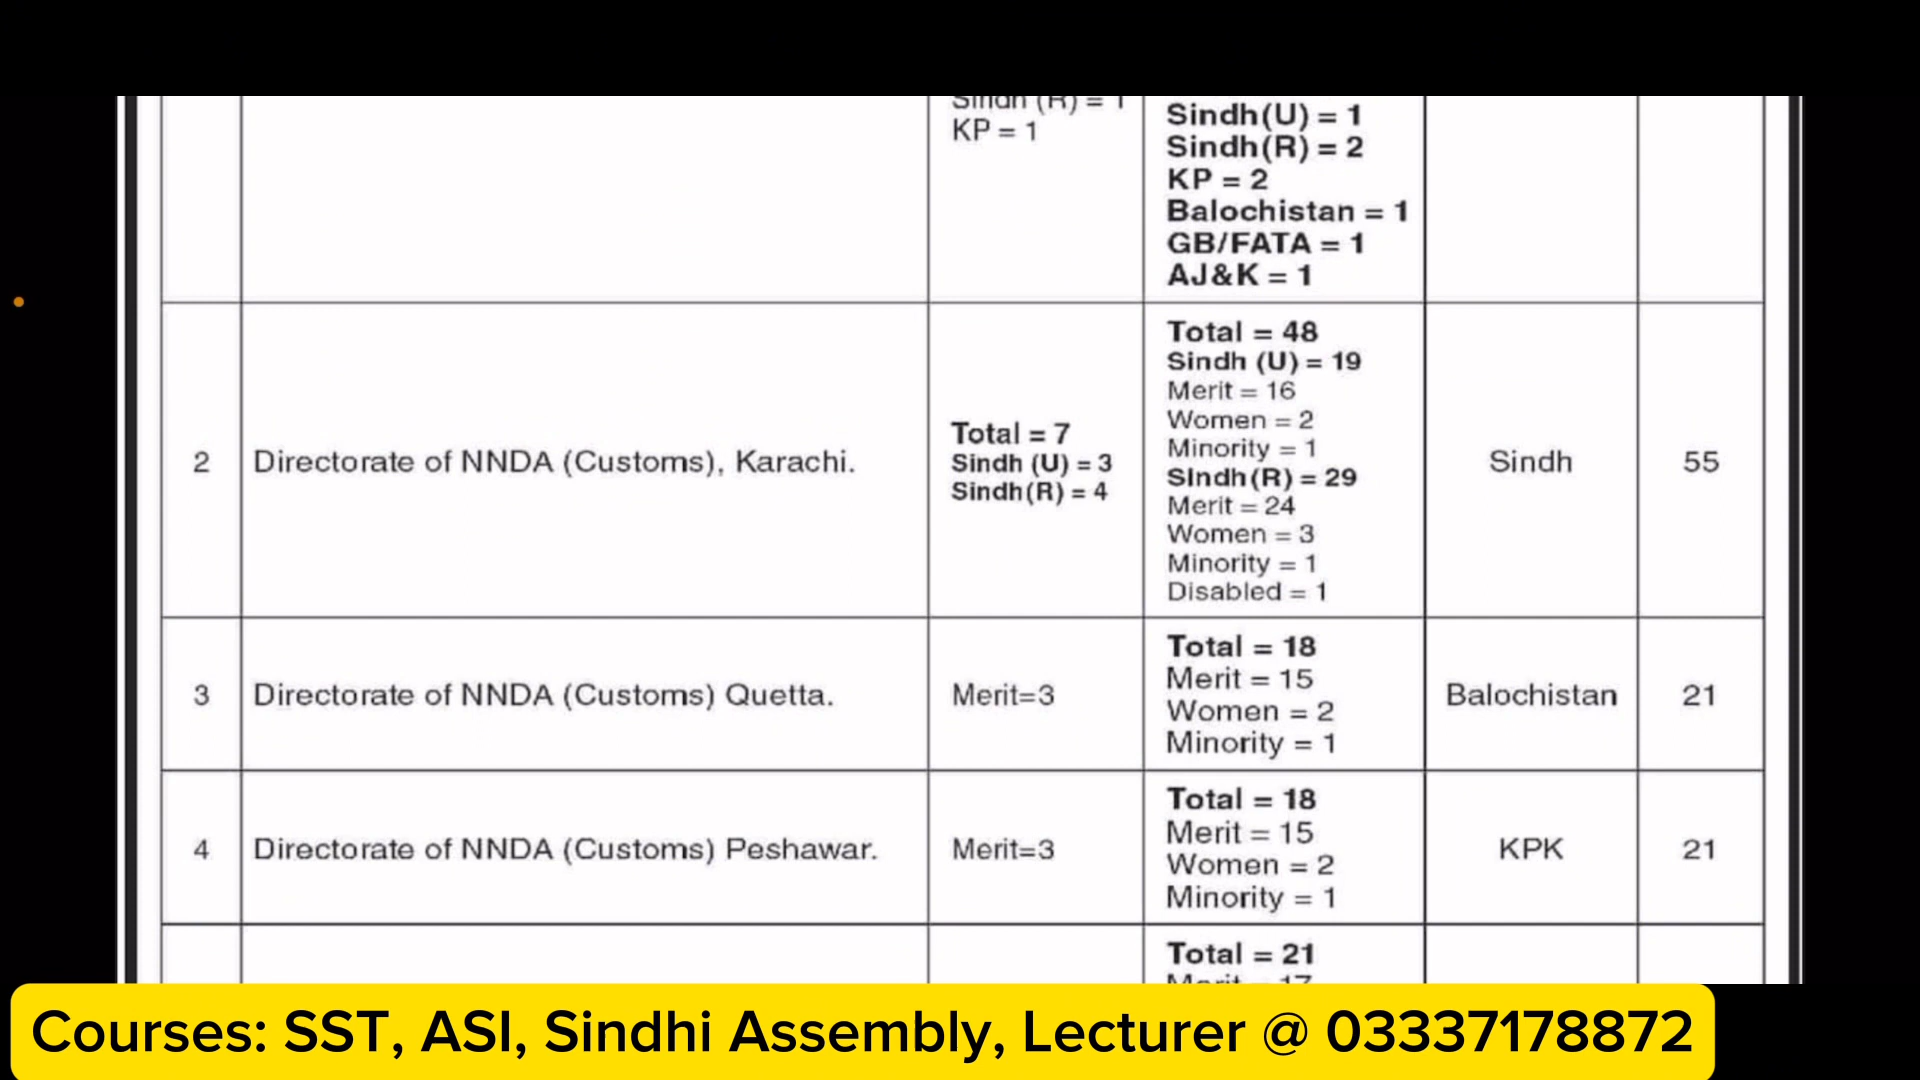 Sindh (R) = 1
KP = 1
Sindh(U) = 1
Sindh(R) = 2
KP = 2
Balochistan = 1
GB/FATA = 1
AJ&K = 1
2
Directorate of NNDA (Customs), Karachi.
Total = 7
Sindh (U) = 3
Sindh(R) = 4
Total = 48
Sindh (U) = 19
Merit = 16
Women = 2
Minority = 1
SIndh(R) = 29
Merit = 24
Women = 3
Minority = 1
Disabled = 1
Sindh
55
3
Directorate of NNDA (Customs) Quetta.
Merit=3
Total = 18
Merit = 15
Women = 2
Minority = 1
Balochistan
21
4
Directorate of NNDA (Customs) Peshawar.
Merit=3
Total = 18
Merit = 15
Women = 2
Minority = 1
KPK
21
Total = 21
Merit = 17
Courses: SST, ASI, Sindhi Assembly, Lecturer @ 03337178872